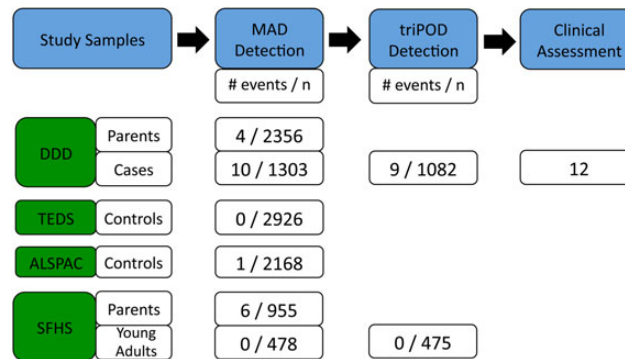 Study Samples
MAD
Detection
triPOD
Detection
Clinical
Assessment
# events / n
# events / n
DDD
Parents
4 / 2356
Cases
10 / 1303
9 / 1082
12
TEDS
Controls
0 / 2926
ALSPAC
Controls
1 / 2168
SFHS
Parents
6 / 955
Young
Adults
0 / 478
0 / 475